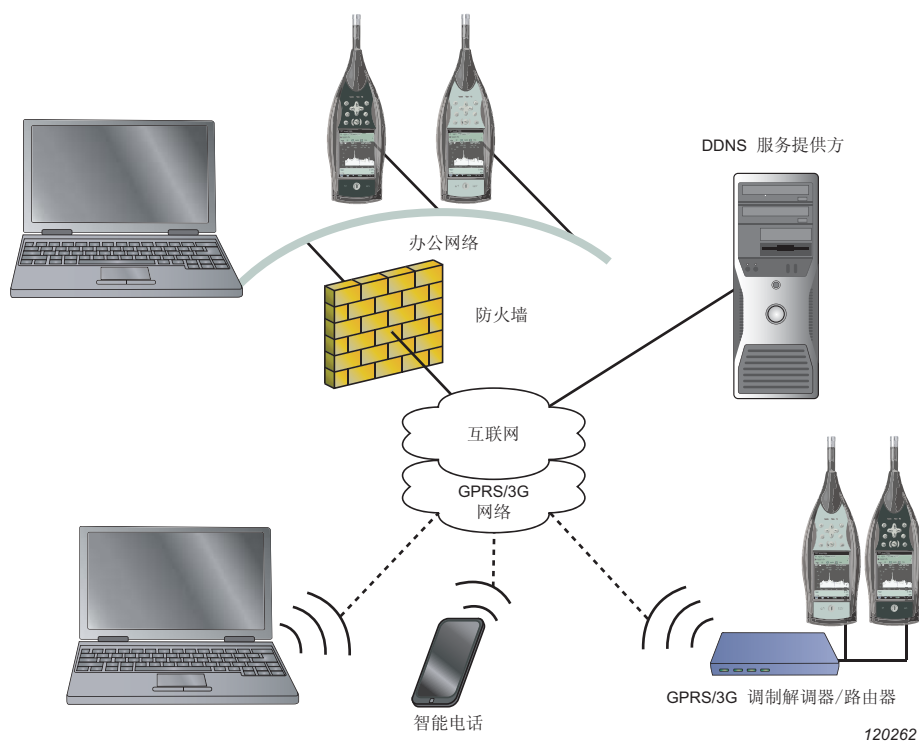 DDNS 服务提供方
办公网络
防火墙
互联网
GPRS/3G
网络
智能电话
GPRS/3G 调制解调器/路由器
120262